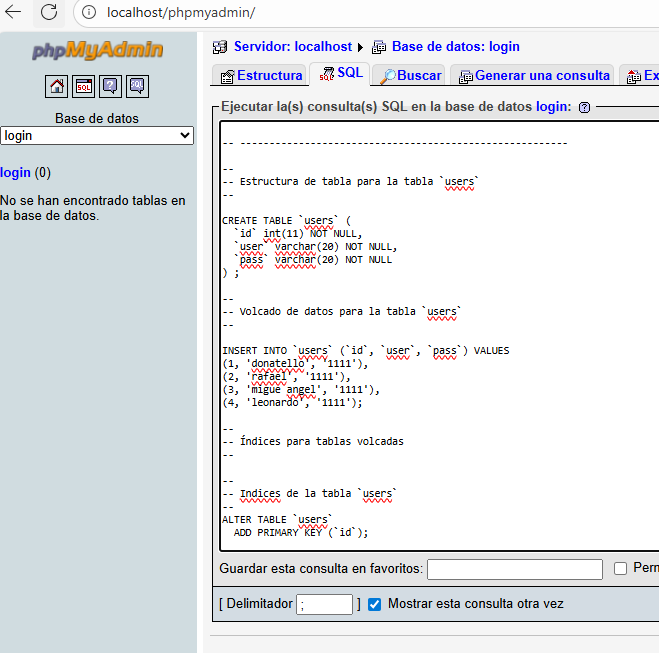 localhost/phpmyadmin/
phpMyAdmin
SQL
Base de datos
login
login (0)
No se han encontrado tablas en
la base de datos.
Servidor: localhost
Base de datos: login
Estructura
SQL
Buscar
Generar una consulta
Ex
Ejecutar la(s) consulta(s) SQL en la base de datos login:
-- ---------------------------------------------------------
--
-- Estructura de tabla para la tabla `users`
--
CREATE TABLE `users` (
`id` int(11) NOT NULL,
`user` varchar(20) NOT NULL,
`pass` varchar(20) NOT NULL
) ;
--
-- Volcado de datos para la tabla `users`
--
INSERT INTO `users` (`id`, `user`, `pass`) VALUES
(1, 'donatello', '1111'),
(2, 'rafael', '1111'),
(3, 'migue angel', '1111'),
(4, 'leonardo', '1111');
--
-- Índices para tablas volcadas
--
--
-- Indices de la tabla `users`
--
ALTER TABLE `users`
ADD PRIMARY KEY (`id`);
Guardar esta consulta en favoritos:
Perm
[ Delimitador ; ] Mostrar esta consulta otra vez